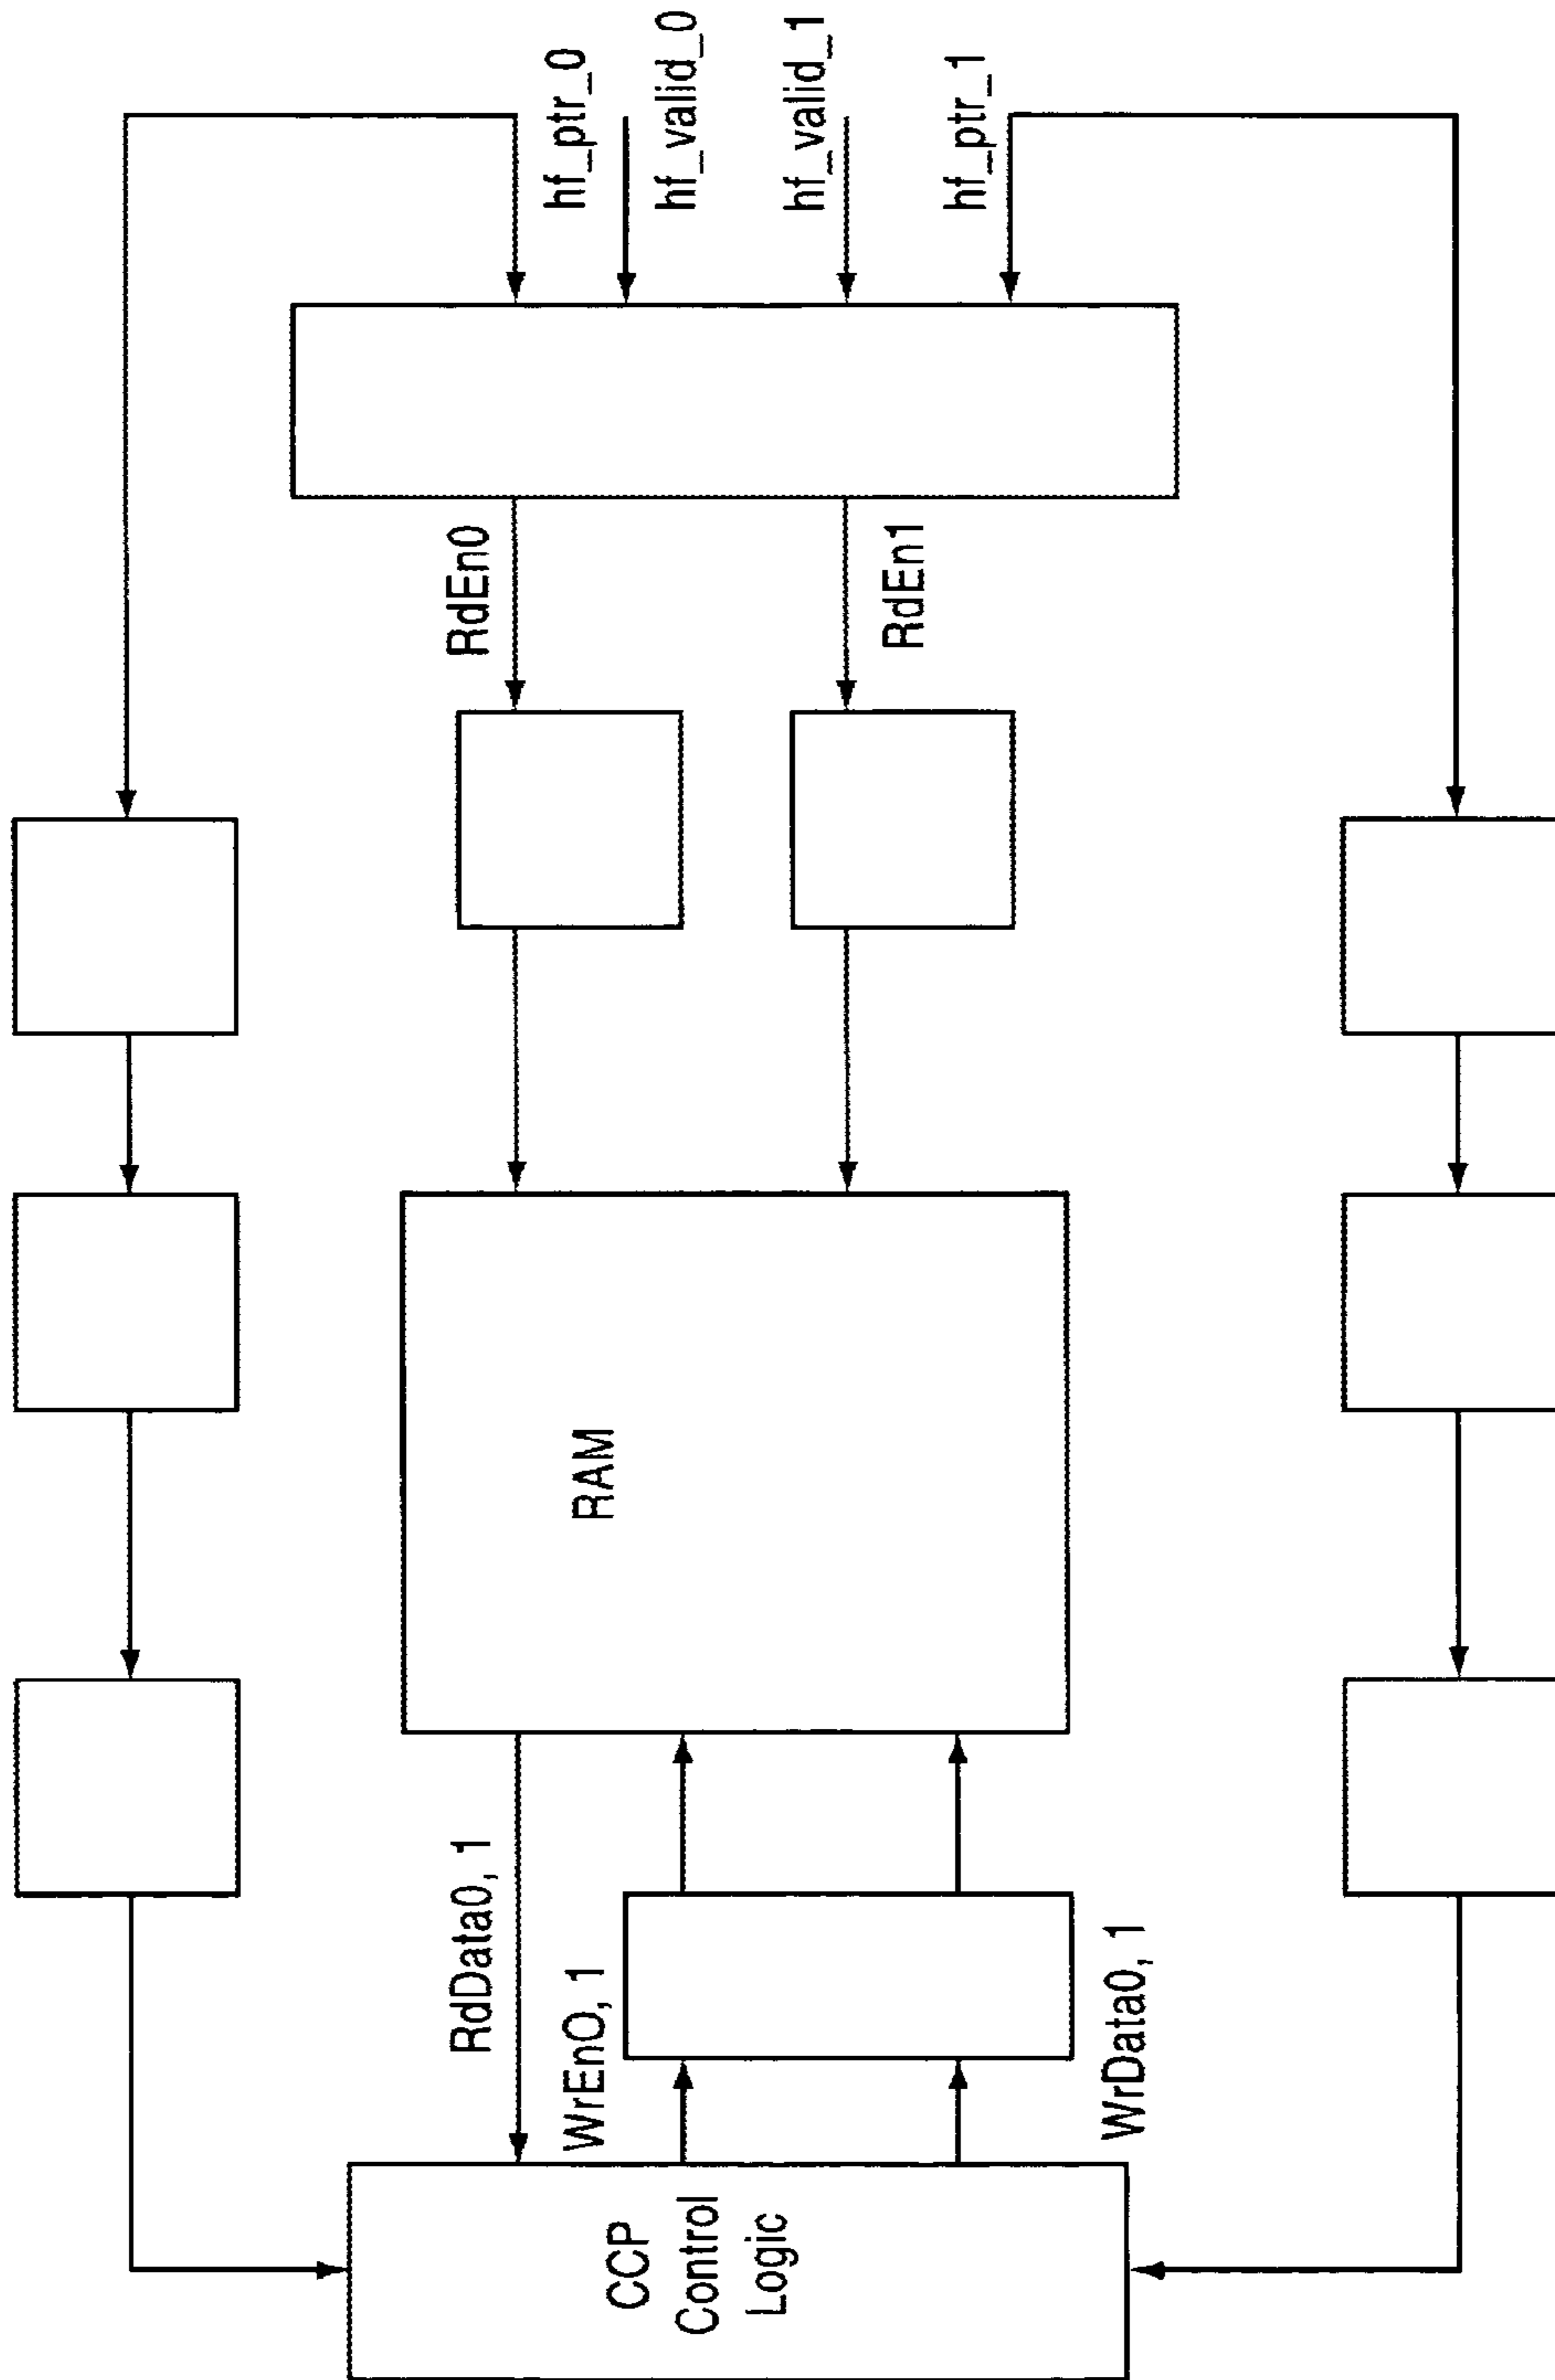 hf_ptr_0
hf_valid_0
hf_valid_1
hf_ptr_1
RdEn0
RdEn1
RAM
RdData0, 1
WrEnO, 1
WrData0, 1
CCP
Control
Logic